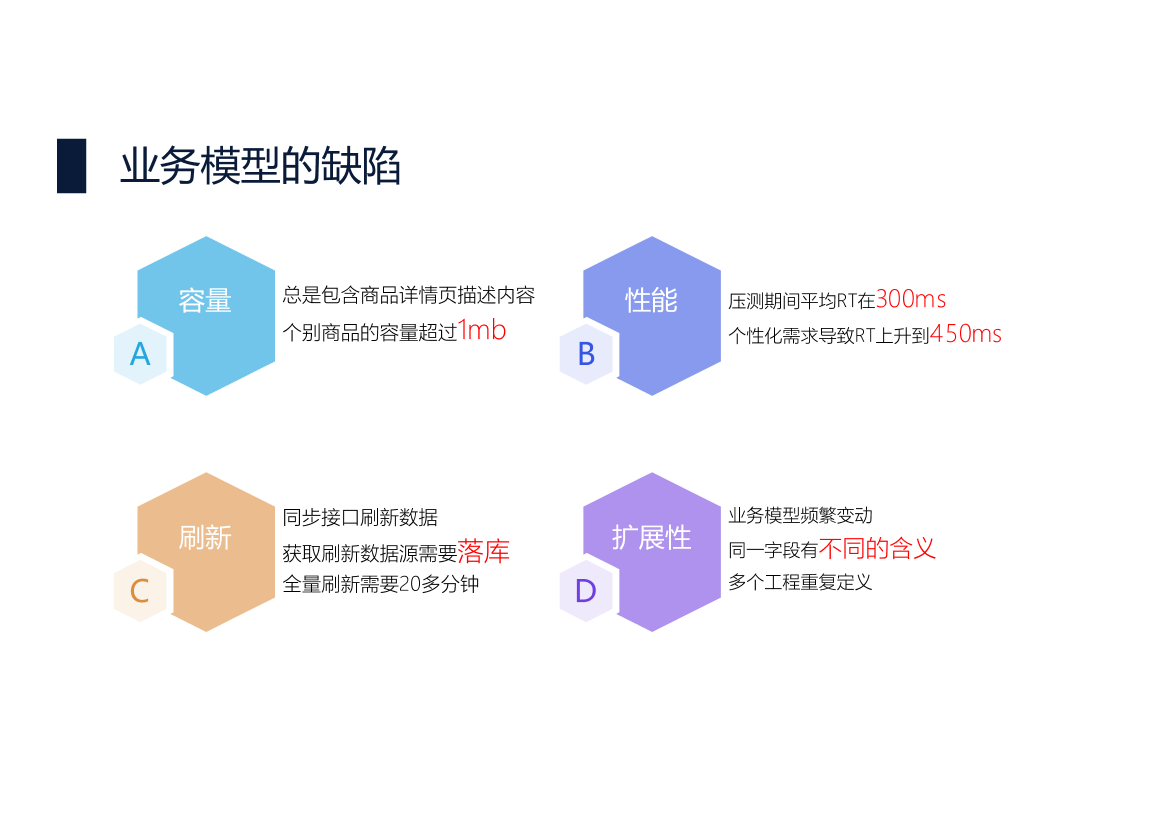 业务模型的缺陷
容量
A
总是包含商品详情页描述内容
个别商品的容量超过1mb
性能
B
压测期间平均RT在300ms
个性化需求导致RT上升到450ms
刷新
C
同步接口刷新数据
获取刷新数据源需要落库
全量刷新需要20多分钟
扩展性
D
业务模型频繁变动
同一字段有不同的含义
多个工程重复定义